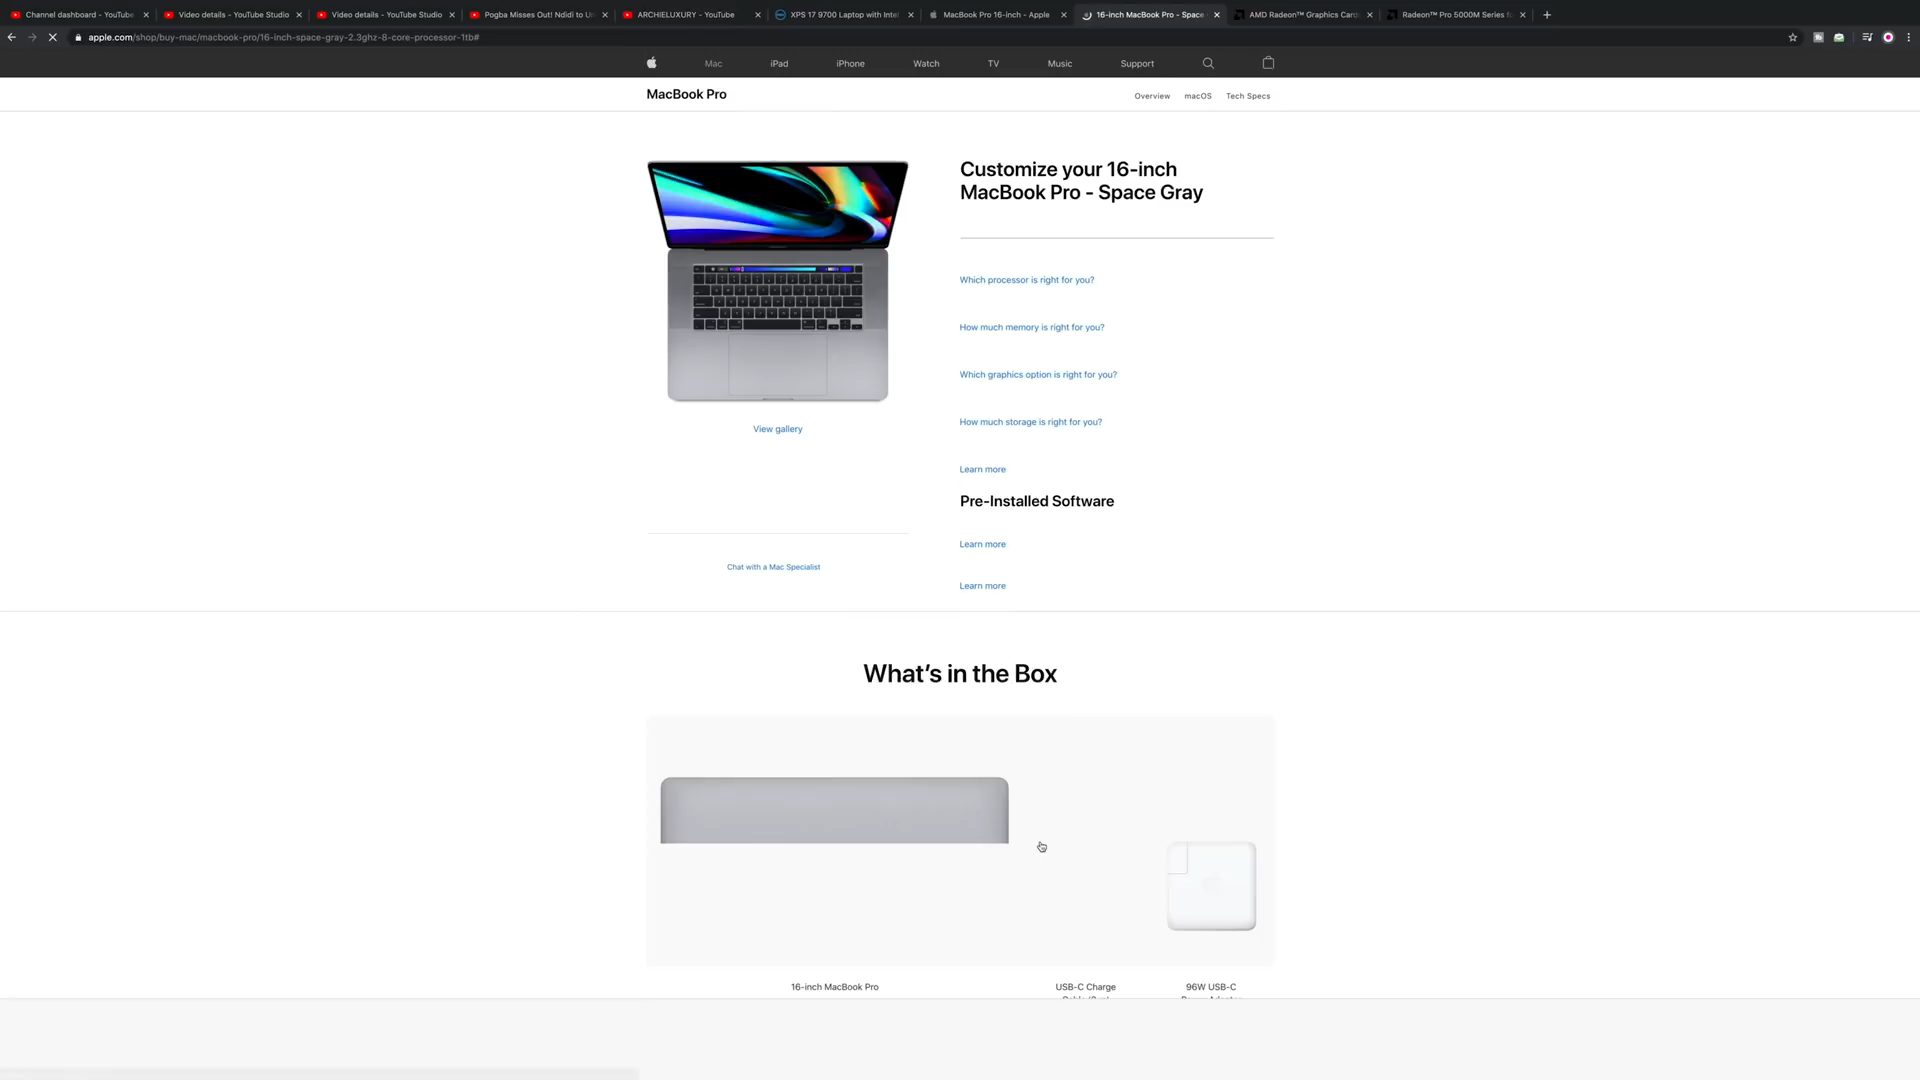 Channel dashboard - YouTube
Video details - YouTube Studio
Video details - YouTube Studio
Pogba Misses Out! Ndidi to Un
ARCHIELUXURY - YouTube
XPS 17 9700 Laptop with Intel
MacBook Pro 16-inch - Apple
16-inch MacBook Pro - Space
AMD Radeon™ Graphics Card
Radeon™ Pro 5000M Series fo
apple.com/shop/buy-mac/macbook-pro/16-inch-space-gray-2.3ghz-8-core-processor-1tb#
Mac
iPad
iPhone
Watch
TV
Music
Support
MacBook Pro
Overview
macOS
Tech Specs
Customize your 16-inch
MacBook Pro - Space Gray
Which processor is right for you?
How much memory is right for you?
Which graphics option is right for you?
View gallery
How much storage is right for you?
Learn more
Pre-Installed Software
Learn more
Chat with a Mac Specialist
Learn more
What's in the Box
16-inch MacBook Pro
USB-C Charge
96W USB-C